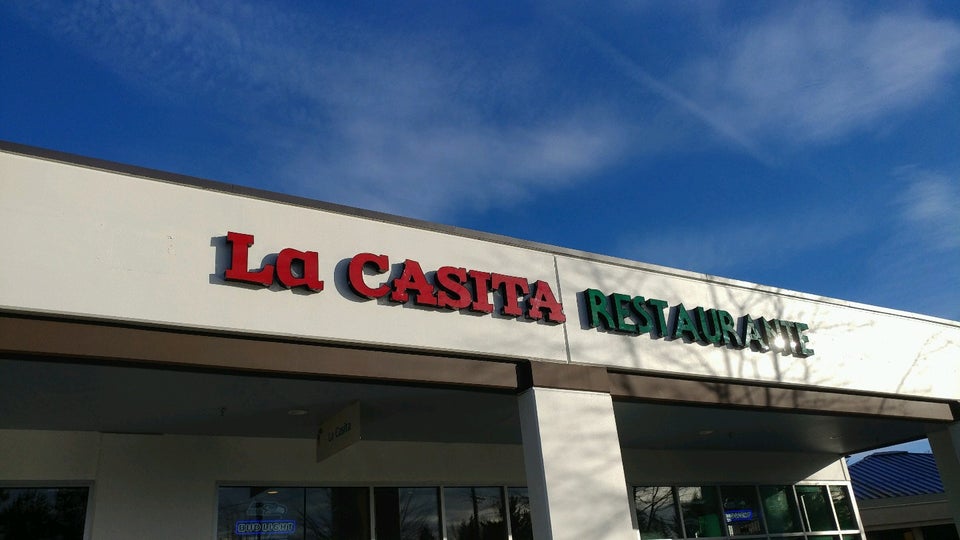 La CASITA RESTAURANTE
La Casita
BUD LIGHT